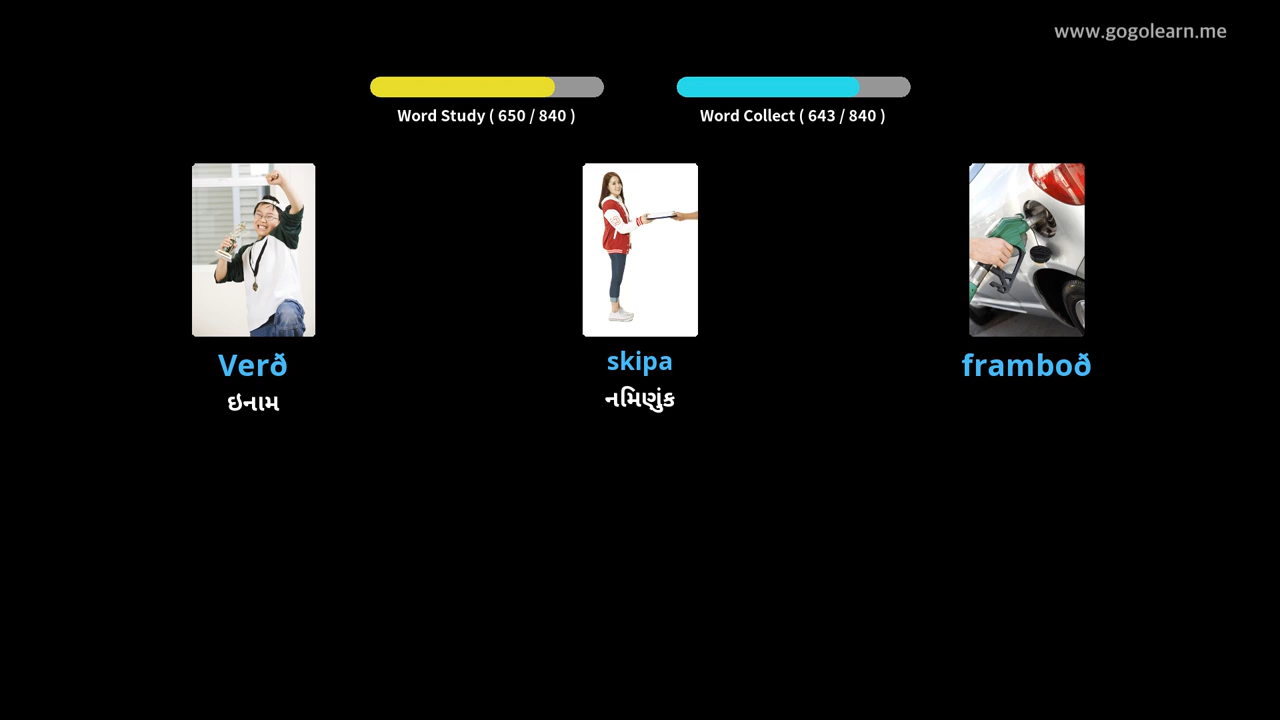 www.gogolearn.me
Word Study ( 650 / 840 )
Word Collect ( 643 / 840 )
Verð
ઇનામ
skipa
નમિણુંક
framboð